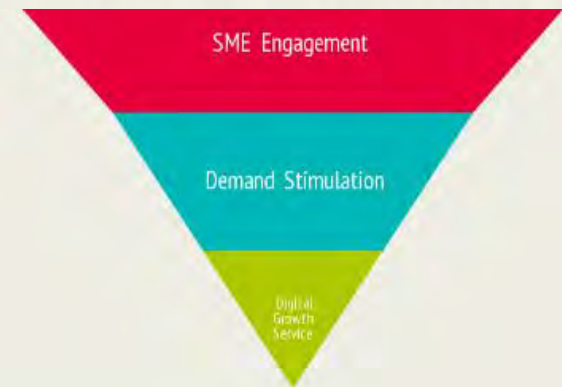 SME Engagement
Demand Stimulation
Digital
Growth
Service